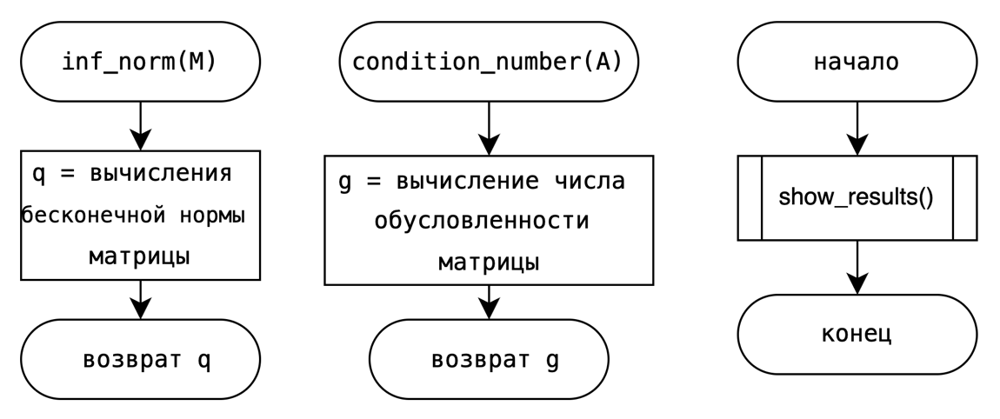 inf_norm(M)
q = вычисления
бесконечной нормы
матрицы
возврат q
condition_number(A)
g = вычисление числа
обусловленности
матрицы
возврат g
начало
show_results()
конец